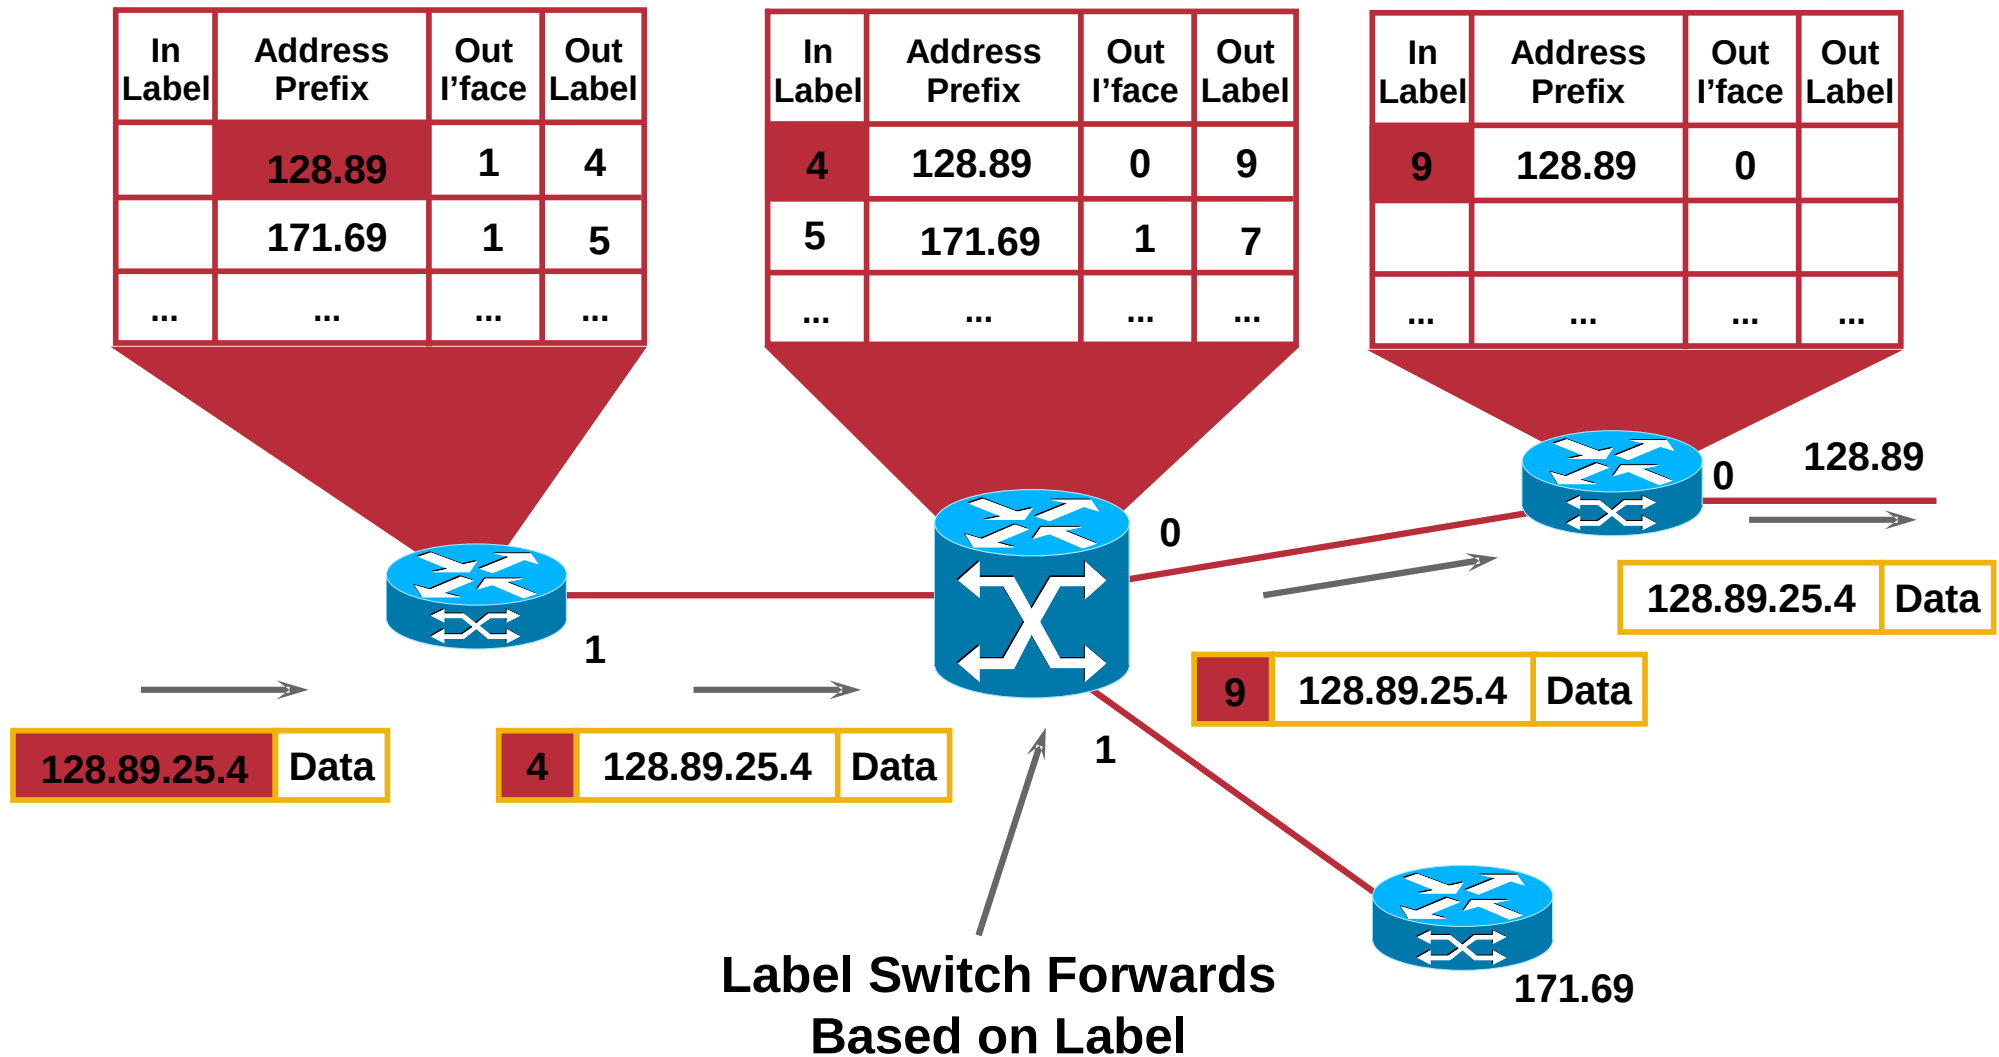 In Label Address Prefix Out I’face Out Label
128.89 1 4
171.69 1 5
... ... ... ...
In Label Address Prefix Out I’face Out Label
4 128.89 0 9
5 171.69 1 7
... ... ... ...
In Label Address Prefix Out I’face Out Label
9 128.89 0
... ... ... ...
0 128.89
0
1
128.89.25.4 Data
9 128.89.25.4 Data
128.89.25.4 Data
4 128.89.25.4 Data
1
Label Switch Forwards
Based on Label
171.69